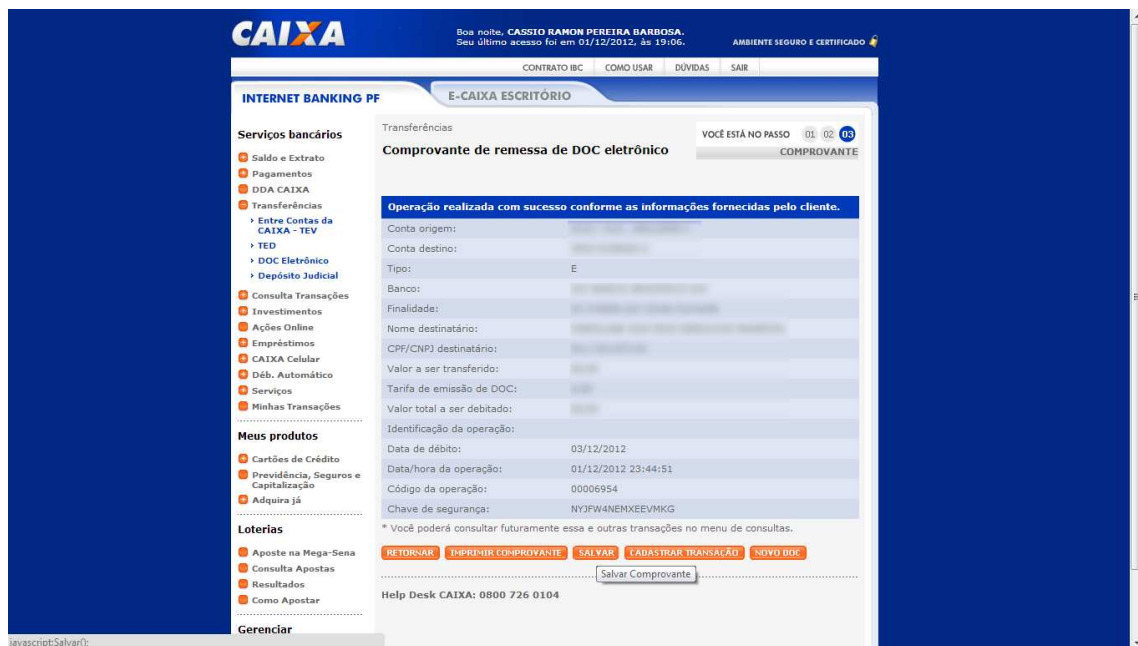 CAIXA
Boa noite, CASSIO RAMON PEREIRA BARBOSA.
Seu último acesso foi em 01/12/2012, às 19:06.
AMBIENTE SEGURO E CERTIFICADO
CONTRATO IBC COMO USAR DÚVIDAS SAIR
INTERNET BANKING PF
E-CAIXA ESCRITÓRIO
Serviços bancários
Saldo e Extrato
Pagamentos
DDA CAIXA
Transferências
Entre Contas da
CAIXA - TEV
TED
DOC Eletrônico
Depósito Judicial
Consulta Transações
Investimentos
Ações Online
Empréstimos
CAIXA Celular
Déb. Automático
Serviços
Minhas Transações
Meus produtos
Cartões de Crédito
Previdência, Seguros e
Capitalização
Adquira já
Loterias
Aposte na Mega-Sena
Consulta Apostas
Resultados
Como Apostar
Gerenciar
Transferências
Comprovante de remessa de DOC eletrônico
VOCÊ ESTÁ NO PASSO 01 02 03
COMPROVANTE
Operação realizada com sucesso conforme as informações fornecidas pelo cliente.
Conta origem:
Conta destino:
Tipo: E
Banco:
Finalidade:
Nome destinatário:
CPF/CNPJ destinatário:
Valor a ser transferido:
Tarifa de emissão de DOC:
Valor total a ser debitado:
Identificação da operação:
Data de débito: 03/12/2012
Data/hora da operação: 01/12/2012 23:44:51
Código da operação: 00006954
Chave de segurança: NYJFW4NEMXEEVMKG
* Você poderá consultar futuramente essa e outras transações no menu de consultas.
RETORNAR IMPRIMIR COMPROVANTE SALVAR CADASTRAR TRANSAÇÃO NOVO DOC
Salvar Comprovante
Help Desk CAIXA: 0800 726 0104
javascript:Salvar();